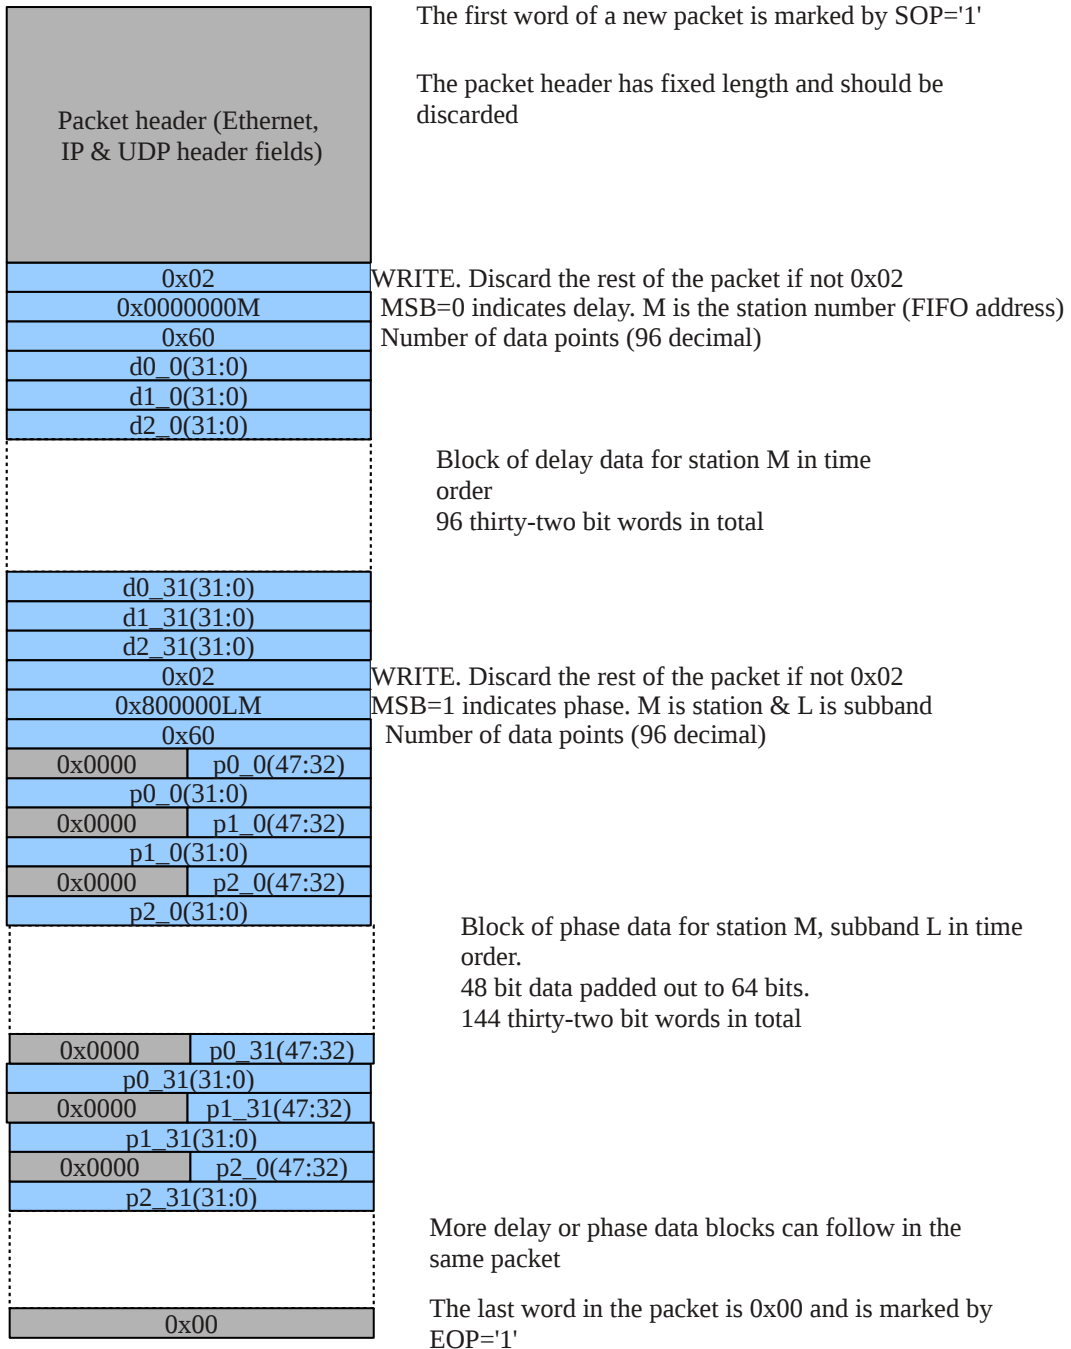 The first word of a new packet is marked by SOP='1'
The packet header has fixed length and should be
discarded
Packet header (Ethernet,
IP & UDP header fields)
0x02 WRITE. Discard the rest of the packet if not 0x02
0x0000000M MSB=0 indicates delay. M is the station number (FIFO address)
0x60 Number of data points (96 decimal)
d0_0(31:0)
d1_0(31:0)
d2_0(31:0)
Block of delay data for station M in time
order
96 thirty-two bit words in total
d0_31(31:0)
d1_31(31:0)
d2_31(31:0)
0x02 WRITE. Discard the rest of the packet if not 0x02
0x800000LM MSB=1 indicates phase. M is station & L is subband
0x60 Number of data points (96 decimal)
0x0000 p0_0(47:32)
p0_0(31:0)
0x0000 p1_0(47:32)
p1_0(31:0)
0x0000 p2_0(47:32)
p2_0(31:0)
Block of phase data for station M, subband L in time
order.
48 bit data padded out to 64 bits.
144 thirty-two bit words in total
0x0000 p0_31(47:32)
p0_31(31:0)
0x0000 p1_31(47:32)
p1_31(31:0)
0x0000 p2_0(47:32)
p2_31(31:0)
More delay or phase data blocks can follow in the
same packet
The last word in the packet is 0x00 and is marked by
EOP='1'
0x00